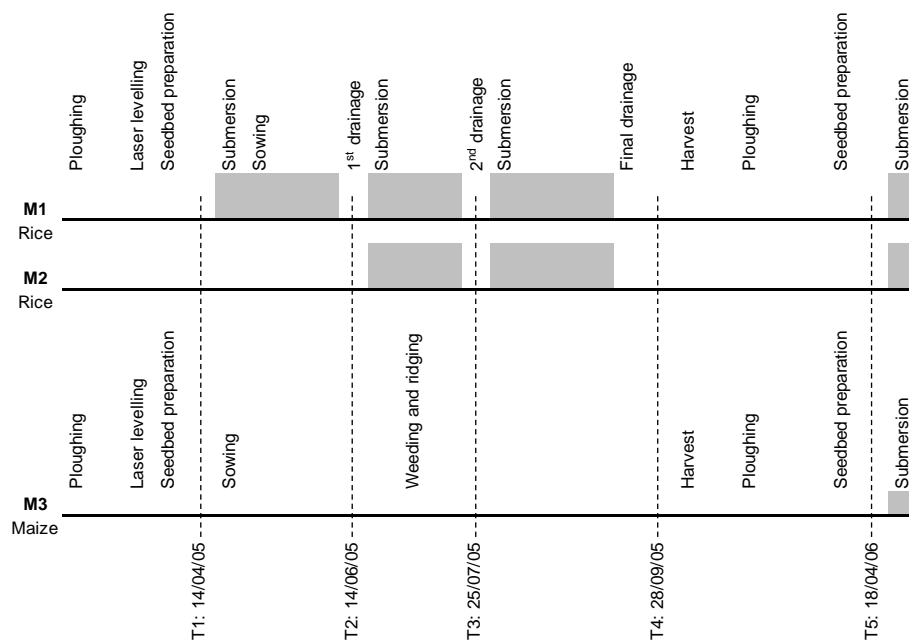 Ploughing
Laser levelling
Seedbed preparation
Submersion
Sowing
1st drainage
Submersion
2nd drainage
Submersion
Final drainage
Harvest
Ploughing
Seedbed preparation
Submersion
M1
Rice
M2
Rice
Ploughing
Laser levelling
Seedbed preparation
Sowing
Weeding and ridging
Harvest
Ploughing
Seedbed preparation
Submersion
M3
Maize
T1: 14/04/05
T2: 14/06/05
T3: 25/07/05
T4: 28/09/05
T5: 18/04/06